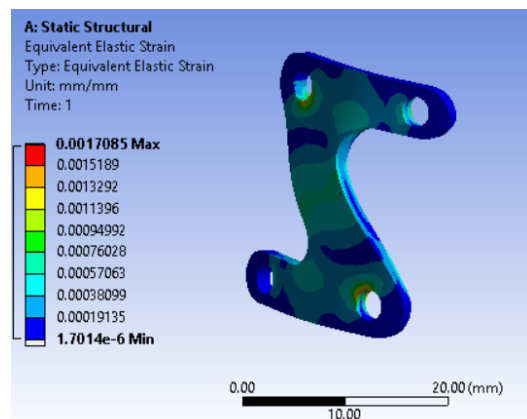 A: Static Structural
Equivalent Elastic Strain
Type: Equivalent Elastic Strain
Unit: mm/mm
Time: 1
0.0017085 Max
0.0015189
0.0013292
0.0011396
0.00094992
0.00076028
0.00057063
0.00038099
0.00019135
1.7014e-6 Min
0.00 20.00 (mm)
10.00